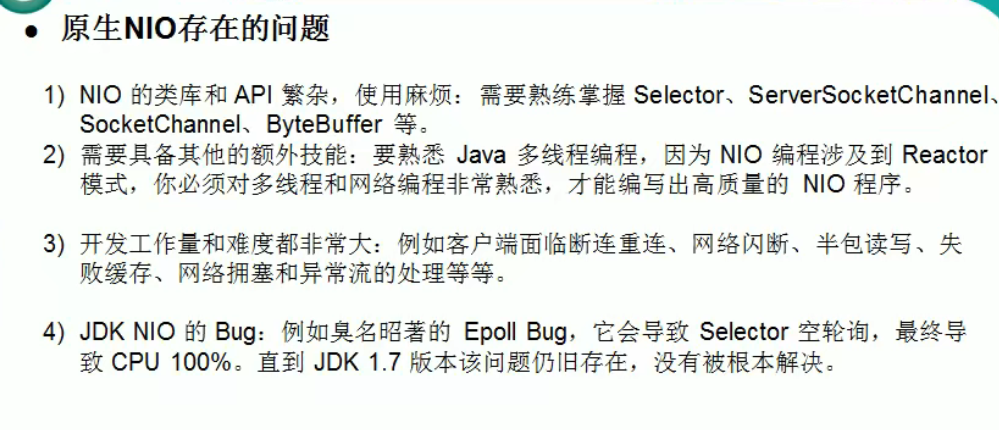 ● 原生NIO存在的问题
1) NIO 的类库和 API 繁杂，使用麻烦：需要熟练掌握 Selector、ServerSocketChannel、
SocketChannel、ByteBuffer 等。
2) 需要具备其他的额外技能：要熟悉 Java 多线程编程，因为 NIO 编程涉及到 Reactor
模式，你必须对多线程和网络编程非常熟悉，才能编写出高质量的 NIO 程序。
3) 开发工作量和难度都非常大：例如客户端面临断连重连、网络闪断、半包读写、失
败缓存、网络拥塞和异常流的处理等等。
4) JDK NIO 的 Bug：例如臭名昭著的 Epoll Bug，它会导致 Selector 空轮询，最终导
致 CPU 100%。直到 JDK 1.7 版本该问题仍旧存在，没有被根本解决。